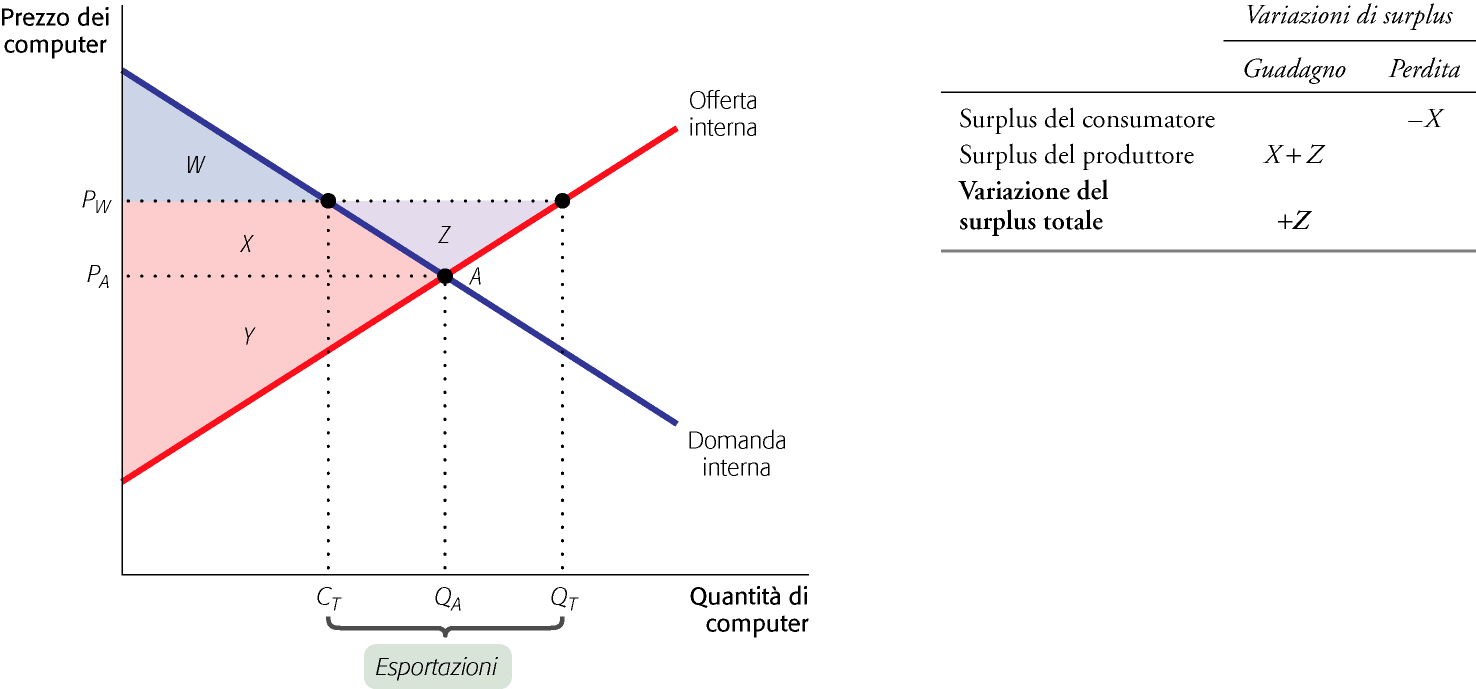 Prezzo dei
computer
Offerta
interna
W
P_W
X
Z
P_A
A
Y
Domanda
interna
C_T
Q_A
Q_T
Quantità di
computer
Esportazioni
Variazioni di surplus
Guadagno Perdita
Surplus del consumatore −X
Surplus del produttore X + Z
Variazione del
surplus totale +Z